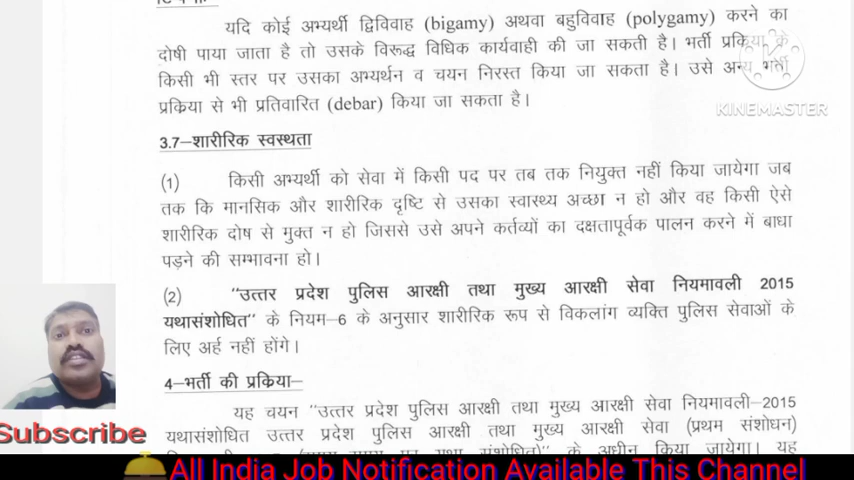 यदि कोई अभ्यर्थी द्विविवाह (bigamy) अथवा बहुविवाह (polygamy) करने का
दोषी पाया जाता है तो उसके विरूद्ध विधिक कार्यवाही की जा सकती है। भर्ती प्रक्रिया के
किसी भी स्तर पर उसका अभ्यर्थन व चयन निरस्त किया जा सकता है। उसे अन्य भर्ती
प्रक्रिया से भी प्रतिवारित (debar) किया जा सकता है।
KINEMASTER
3.7–शारीरिक स्वस्थता
(1) किसी अभ्यर्थी को सेवा में किसी पद पर तब तक नियुक्त नहीं किया जायेगा जब
तक कि मानसिक और शारीरिक दृष्टि से उसका स्वास्थ्य अच्छा न हो और वह किसी ऐसे
शारीरिक दोष से मुक्त न हो जिससे उसे अपने कर्तव्यों का दक्षतापूर्वक पालन करने में बाधा
पड़ने की सम्भावना हो।
(2) "उत्तर प्रदेश पुलिस आरक्षी तथा मुख्य आरक्षी सेवा नियमावली 2015
यथासंशोधित" के नियम–6 के अनुसार शारीरिक रूप से विकलांग व्यक्ति पुलिस सेवाओं के
लिए अर्ह नहीं होंगे।
4–भर्ती की प्रक्रिया–
यह चयन "उत्तर प्रदेश पुलिस आरक्षी तथा मुख्य आरक्षी सेवा नियमावली–2015
यथासंशोधित उत्तर प्रदेश पुलिस आरक्षी तथा मुख्य आरक्षी सेवा (प्रथम संशोधन)
के अधीन किया जायेगा। यह
Subscribe
All India Job Notification Available This Channel